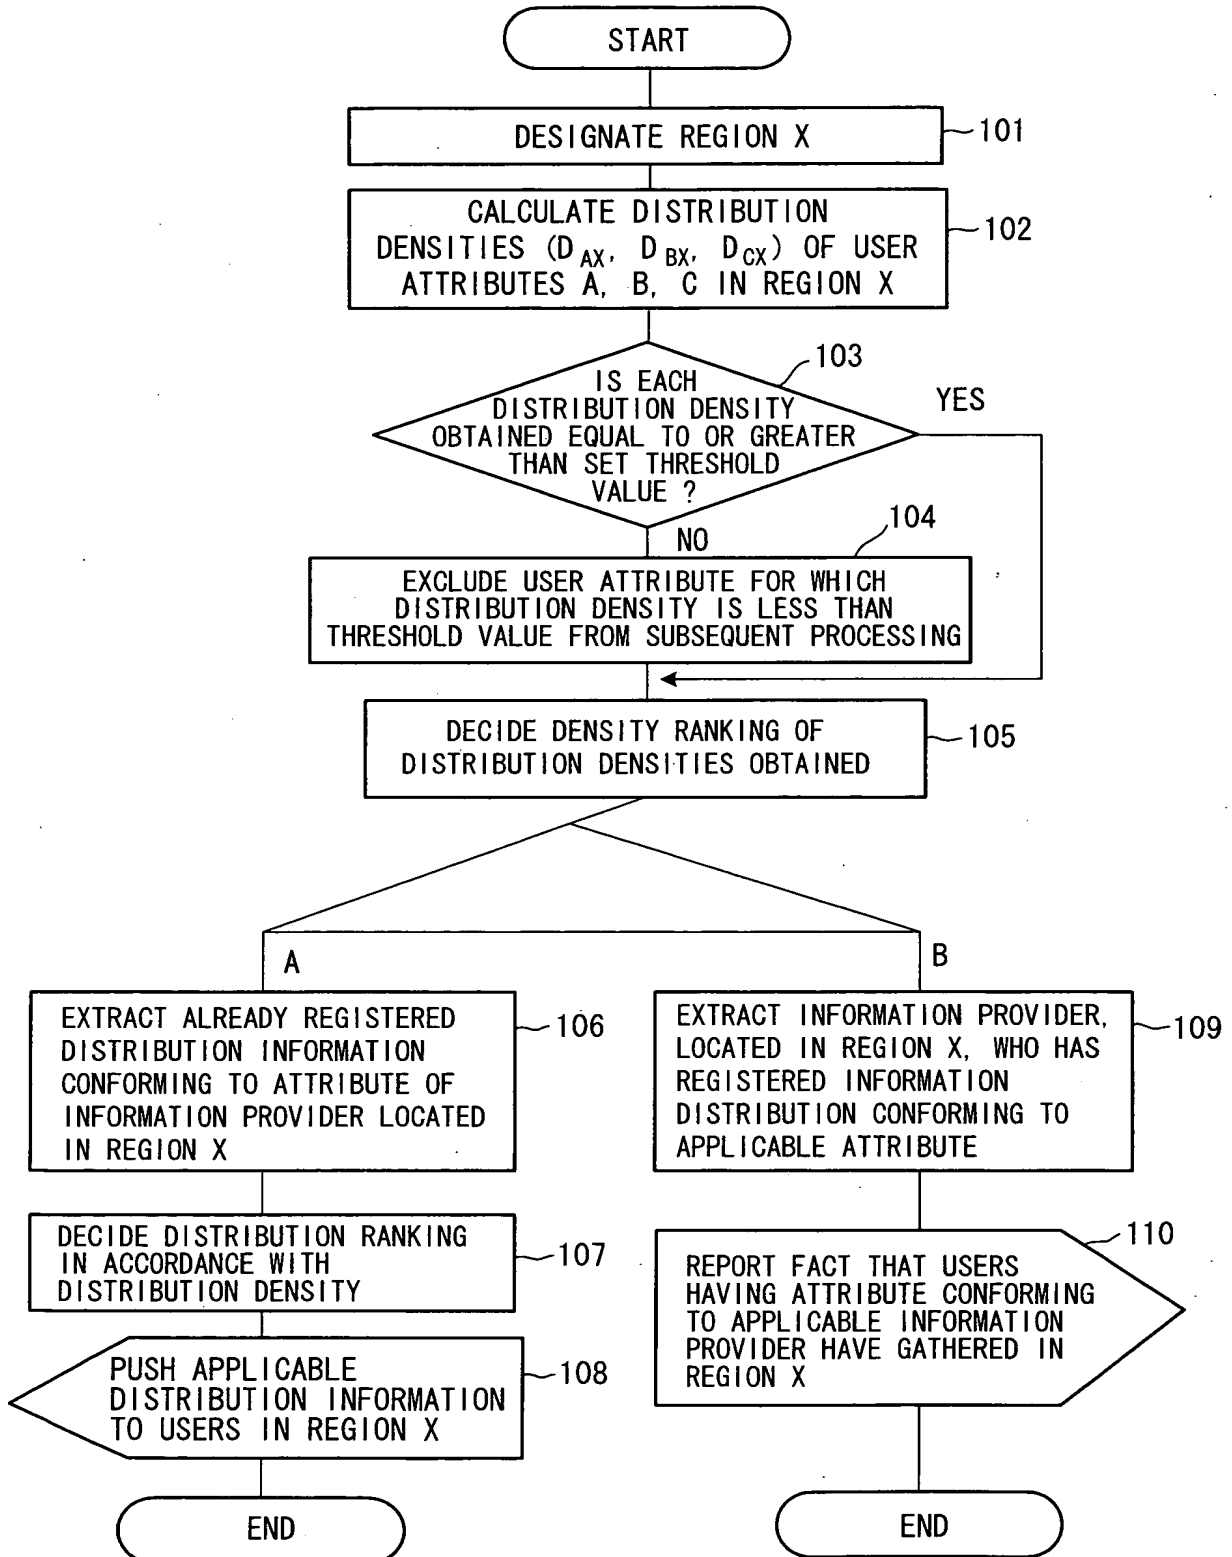 START
DESIGNATE REGION X
101
CALCULATE DISTRIBUTION
DENSITIES (D AX, D BX, D CX) OF USER
ATTRIBUTES A, B, C IN REGION X
102
103
IS EACH
DISTRIBUTION DENSITY
OBTAINED EQUAL TO OR GREATER
THAN SET THRESHOLD
VALUE ?
YES
NO
104
EXCLUDE USER ATTRIBUTE FOR WHICH
DISTRIBUTION DENSITY IS LESS THAN
THRESHOLD VALUE FROM SUBSEQUENT PROCESSING
DECIDE DENSITY RANKING OF
DISTRIBUTION DENSITIES OBTAINED
105
A
EXTRACT ALREADY REGISTERED
DISTRIBUTION INFORMATION
CONFORMING TO ATTRIBUTE OF
INFORMATION PROVIDER LOCATED
IN REGION X
106
DECIDE DISTRIBUTION RANKING
IN ACCORDANCE WITH
DISTRIBUTION DENSITY
107
PUSH APPLICABLE
DISTRIBUTION INFORMATION
TO USERS IN REGION X
108
END
B
EXTRACT INFORMATION PROVIDER,
LOCATED IN REGION X, WHO HAS
REGISTERED INFORMATION
DISTRIBUTION CONFORMING TO
APPLICABLE ATTRIBUTE
109
110
REPORT FACT THAT USERS
HAVING ATTRIBUTE CONFORMING
TO APPLICABLE INFORMATION
PROVIDER HAVE GATHERED IN
REGION X
END